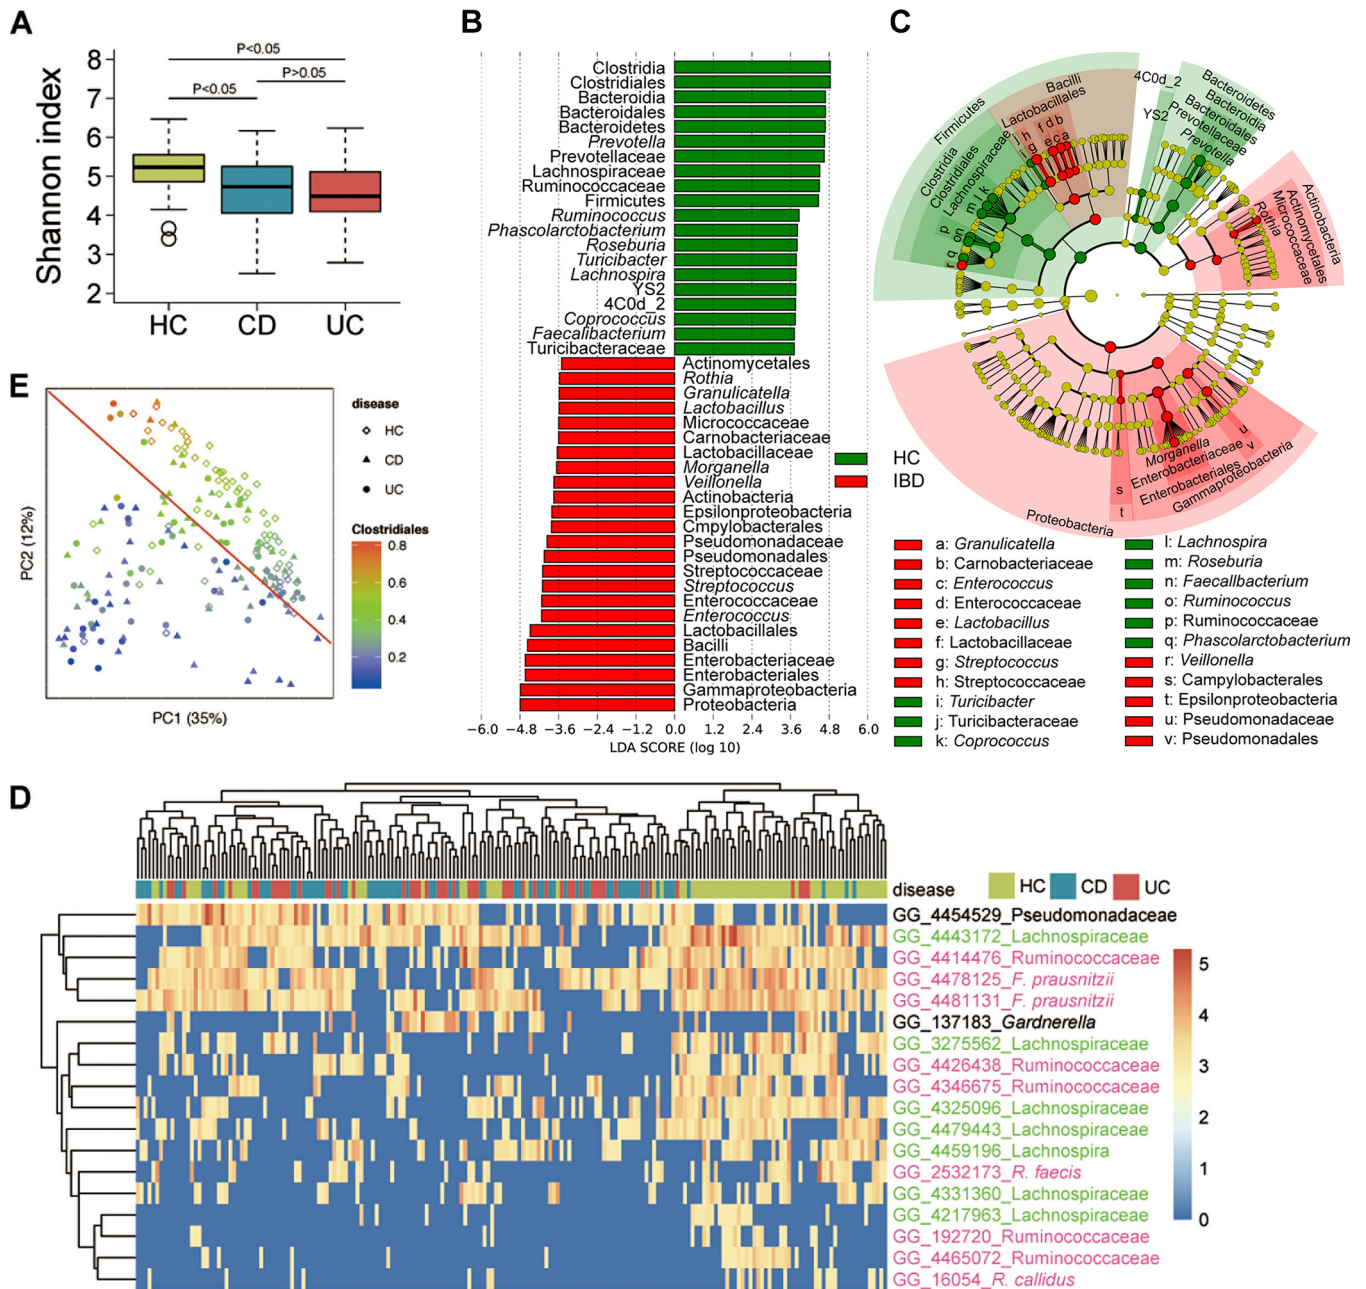 A
Shannon index
8
7
6
5
4
3
2
P<0.05
P>0.05
P<0.05
HC
CD
UC
B
Clostridia
Clostridiales
Bacteroidia
Bacteroidales
Bacteroidetes
Prevotella
Prevotellaceae
Lachnospiraceae
Ruminococcaceae
Firmicutes
Ruminococcus
Phascolarctobacterium
Roseburia
Turicibacter
Lachnospira
YS2
4C0d_2
Coprococcus
Faecalibacterium
Turicibacteraceae
Actinomycetales
Rothia
Granulicatella
Lactobacillus
Micrococcaceae
Carnobacteriaceae
Lactobacillaceae
Morganella
Veillonella
Actinobacteria
Epsilonproteobacteria
Cmpylobacterales
Pseudomonadaceae
Pseudomonadales
Streptococcaceae
Streptococcus
Enterococcaceae
Enterococcus
Lactobacillales
Bacilli
Enterobacteriaceae
Enterobacteriales
Gammaproteobacteria
Proteobacteria
−6.0 −4.8 −3.6 −2.4 −1.2 0.0 1.2 2.4 3.6 4.8 6.0
LDA SCORE (log 10)
HC
IBD
C
Firmicutes
Clostridia
Clostridiales
Lachnospiraceae
Bacilli
Lactobacillales
h f d b
i g e c a
j
k
l
m
n
o
p
q
r
4C0d_2
YS2
Bacteroidetes
Bacteroidia
Bacteroidales
Prevotellaceae
Prevotella
Actinobacteria
Actinomycetales
Micrococcaceae
Rothia
Morganella
Enterobacteriaceae
Enterobacteriales
Gammaproteobacteria
u
v
s
t
Proteobacteria
a: Granulicatella
b: Carnobacteriaceae
c: Enterococcus
d: Enterococcaceae
e: Lactobacillus
f: Lactobacillaceae
g: Streptococcus
h: Streptococcaceae
i: Turicibacter
j: Turicibacteraceae
k: Coprococcus
l: Lachnospira
m: Roseburia
n: Faecallbacterium
o: Ruminococcus
p: Ruminococcaceae
q: Phascolarctobacterium
r: Veillonella
s: Campylobacterales
t: Epsilonproteobacteria
u: Pseudomonadaceae
v: Pseudomonadales
E
PC2 (12%)
PC1 (35%)
disease
HC
CD
UC
Clostridiales
0.8
0.6
0.4
0.2
D
disease
HC
CD
UC
GG_4454529_Pseudomonadaceae
GG_4443172_Lachnospiraceae
GG_4414476_Ruminococcaceae
GG_4478125_F. prausnitzii
GG_4481131_F. prausnitzii
GG_137183_Gardnerella
GG_3275562_Lachnospiraceae
GG_4426438_Ruminococcaceae
GG_4346675_Ruminococcaceae
GG_4325096_Lachnospiraceae
GG_4479443_Lachnospiraceae
GG_4459196_Lachnospira
GG_2532173_R. faecis
GG_4331360_Lachnospiraceae
GG_4217963_Lachnospiraceae
GG_192720_Ruminococcaceae
GG_4465072_Ruminococcaceae
GG_16054_R. callidus
5
4
3
2
1
0